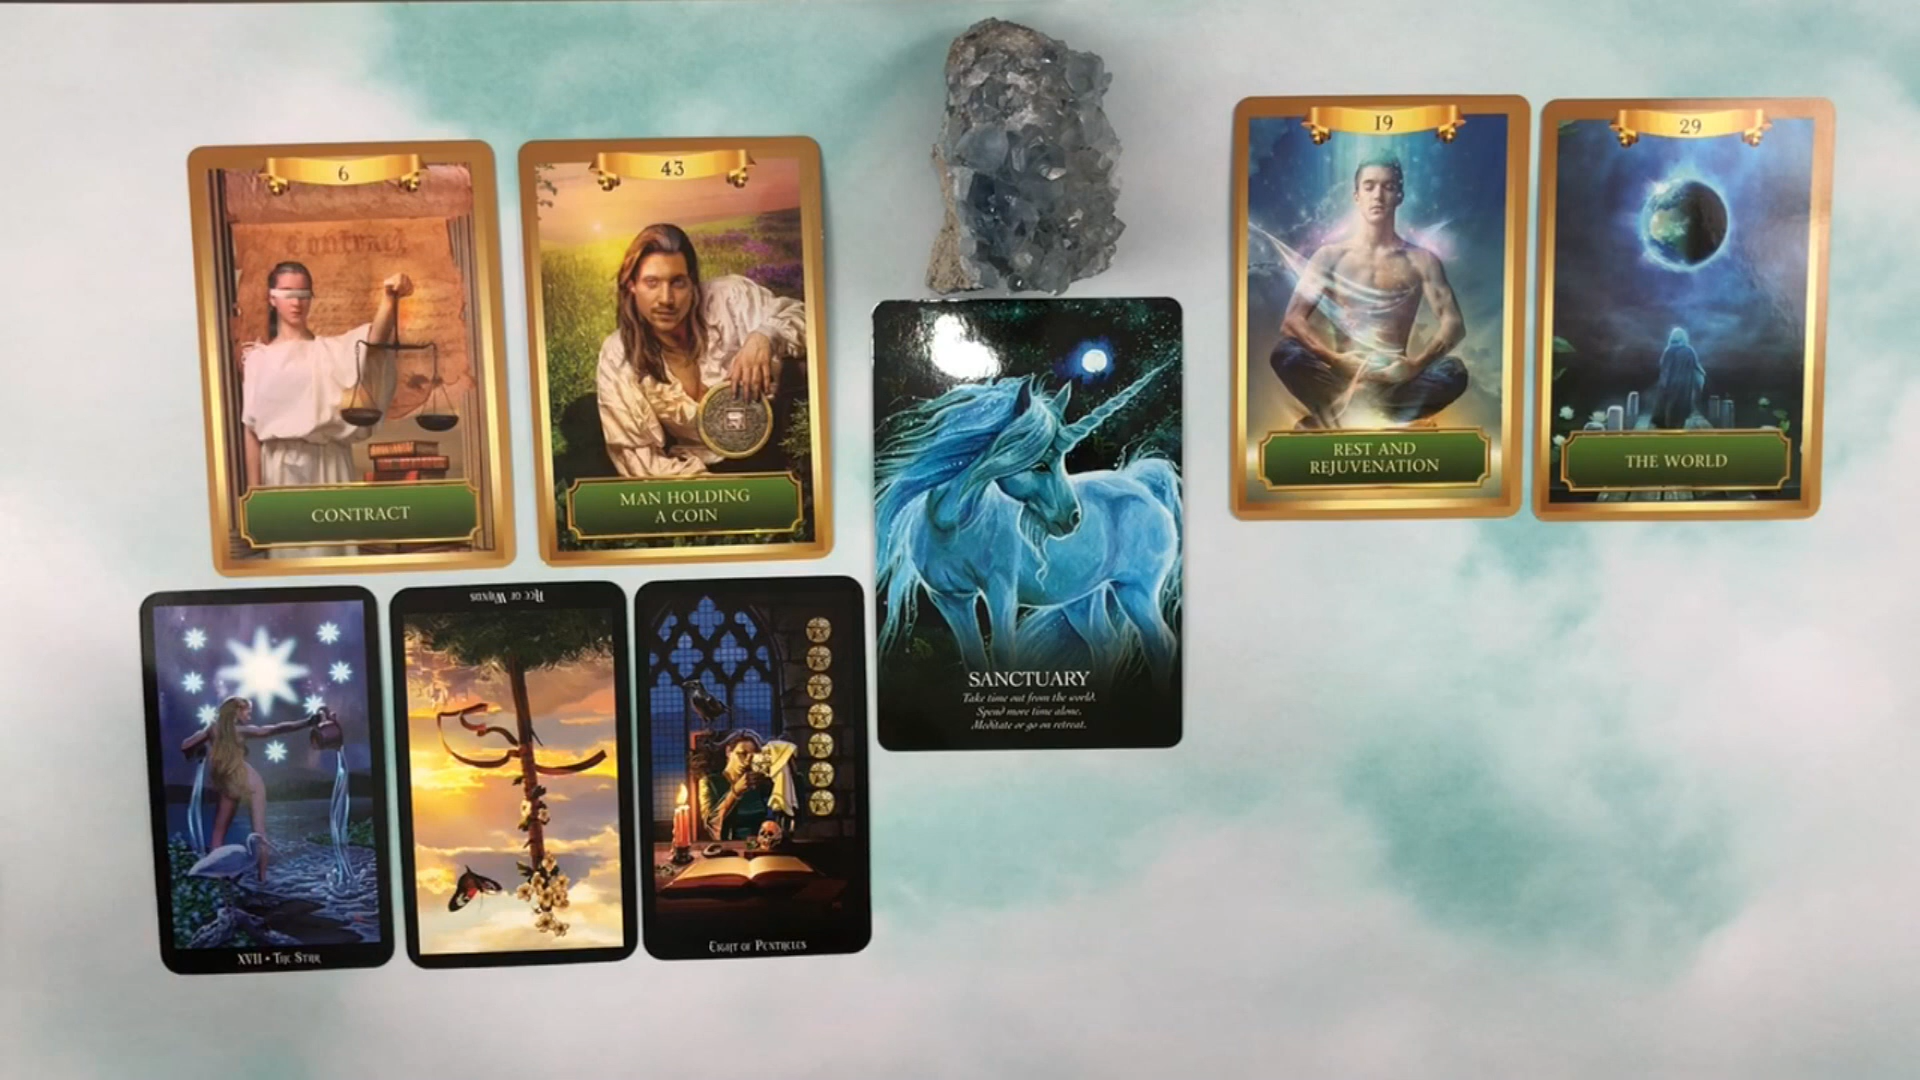 6
Contract
CONTRACT
43
MAN HOLDING
A COIN
19
REST AND
REJUVENATION
29
THE WORLD
SANCTUARY
Take time out from the world.
Spend more time alone.
Meditate or go on retreat.
XVII • The Star
Ace of Wands
Eight of Pentacles